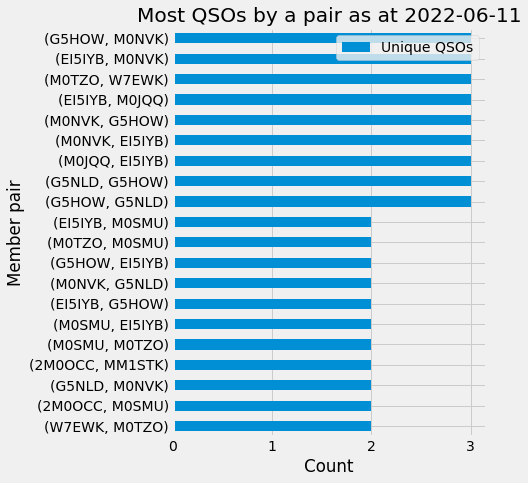 Most QSOs by a pair as at 2022-06-11
Unique QSOs
(G5HOW, M0NVK)
(EI5IYB, M0NVK)
(M0TZO, W7EWK)
(EI5IYB, M0JQQ)
(M0NVK, G5HOW)
(M0NVK, EI5IYB)
(M0JQQ, EI5IYB)
(G5NLD, G5HOW)
(G5HOW, G5NLD)
(EI5IYB, M0SMU)
(M0TZO, M0SMU)
(G5HOW, EI5IYB)
(M0NVK, G5NLD)
(EI5IYB, G5HOW)
(M0SMU, EI5IYB)
(M0SMU, M0TZO)
(2M0OCC, MM1STK)
(G5NLD, M0NVK)
(2M0OCC, M0SMU)
(W7EWK, M0TZO)
Member pair
0 1 2 3
Count